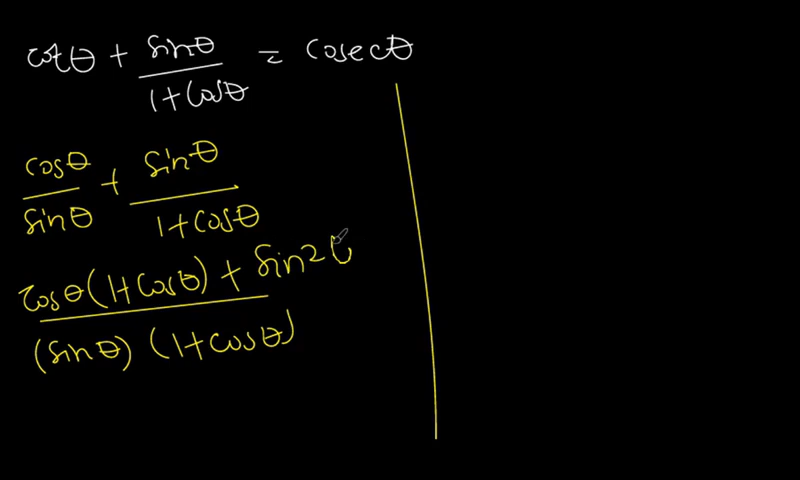 cotθ + sinθ/1+cosθ = cosecθ
cosθ/sinθ + sinθ/1+cosθ
cosθ(1+cosθ) + sin2θ/(sinθ)(1+cosθ)